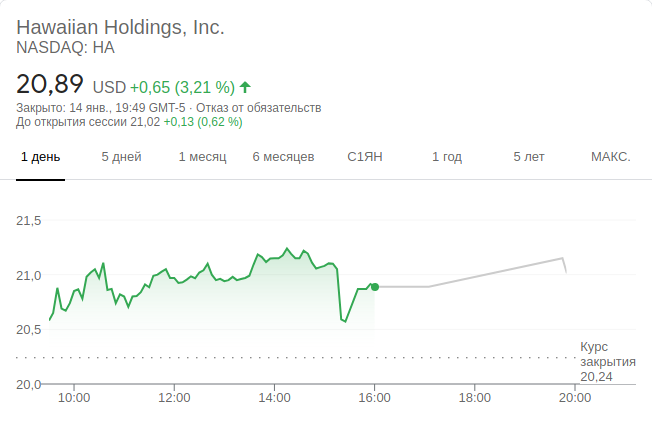 Hawaiian Holdings, Inc.
NASDAQ: HA
20,89 USD +0,65 (3,21 %)
Закрыто: 14 янв., 19:49 GMT-5 · Отказ от обязательств
До открытия сессии 21,02 +0,13 (0,62 %)
1 день 5 дней 1 месяц 6 месяцев С1ЯН 1 год 5 лет МАКС.
21,5
21,0
20,5
Курс
закрытия
20,24
20,0
10:00 12:00 14:00 16:00 18:00 20:00